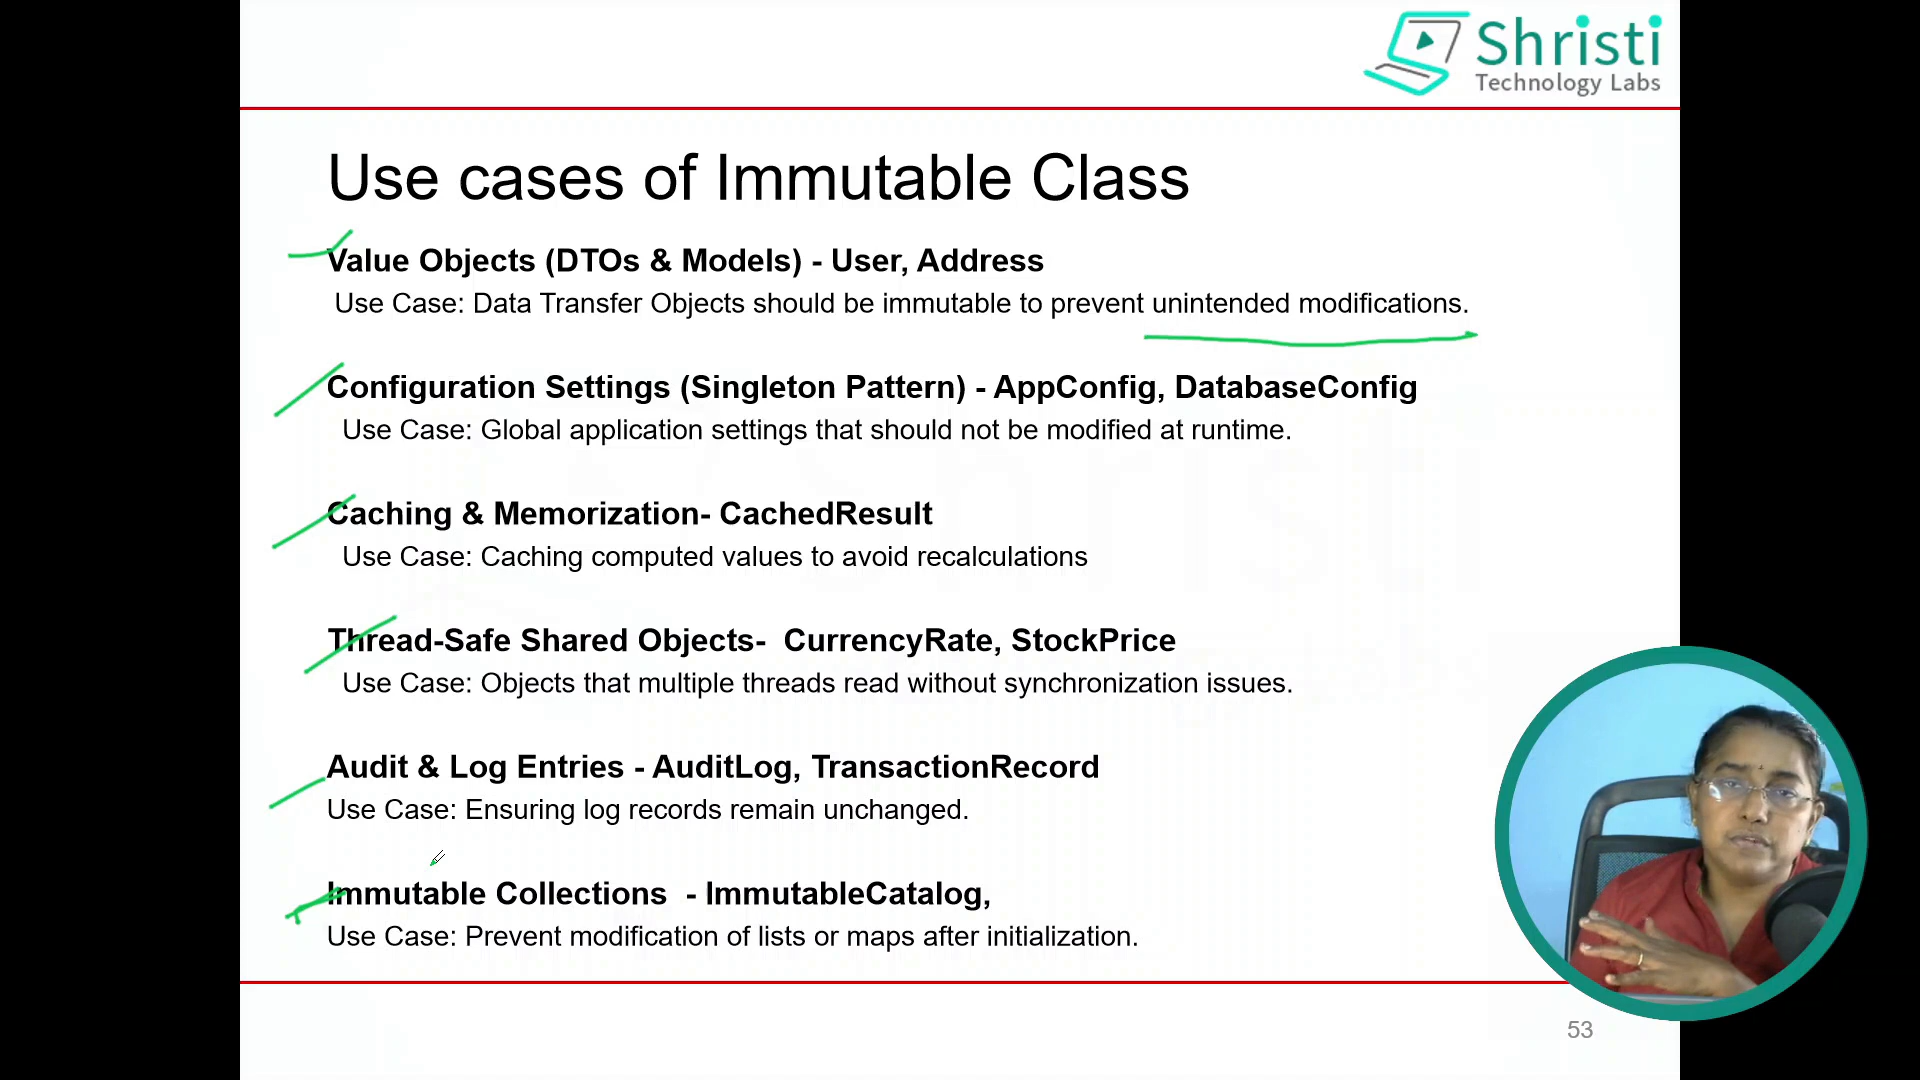 Shristi
Technology Labs
Use cases of Immutable Class
Value Objects (DTOs & Models) - User, Address
Use Case: Data Transfer Objects should be immutable to prevent unintended modifications.
Configuration Settings (Singleton Pattern) - AppConfig, DatabaseConfig
Use Case: Global application settings that should not be modified at runtime.
Caching & Memorization- CachedResult
Use Case: Caching computed values to avoid recalculations
Thread-Safe Shared Objects-  CurrencyRate, StockPrice
Use Case: Objects that multiple threads read without synchronization issues.
Audit & Log Entries - AuditLog, TransactionRecord
Use Case: Ensuring log records remain unchanged.
Immutable Collections  - ImmutableCatalog,
Use Case: Prevent modification of lists or maps after initialization.
53